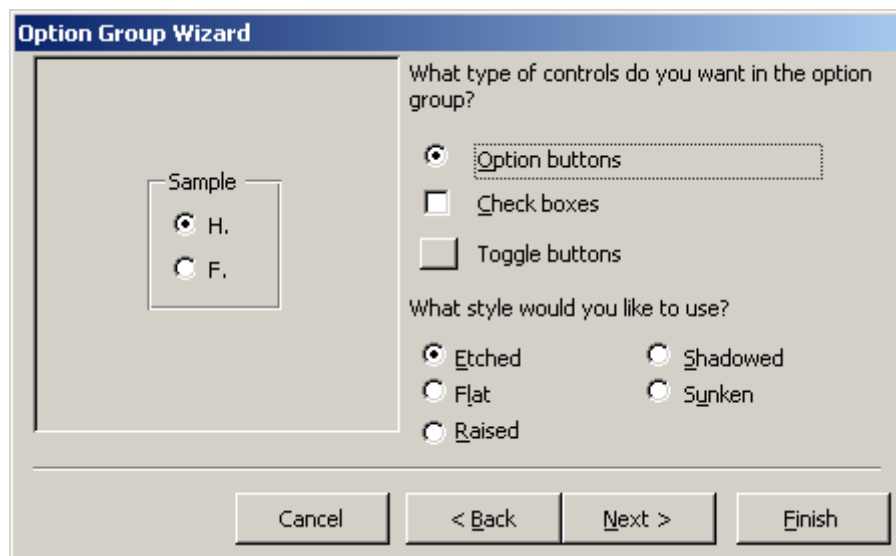 Option Group Wizard
What type of controls do you want in the option
group?
Option buttons
Check boxes
Toggle buttons
Sample
H.
F.
What style would you like to use?
Etched
Shadowed
Flat
Sunken
Raised
Cancel
< Back
Next >
Finish